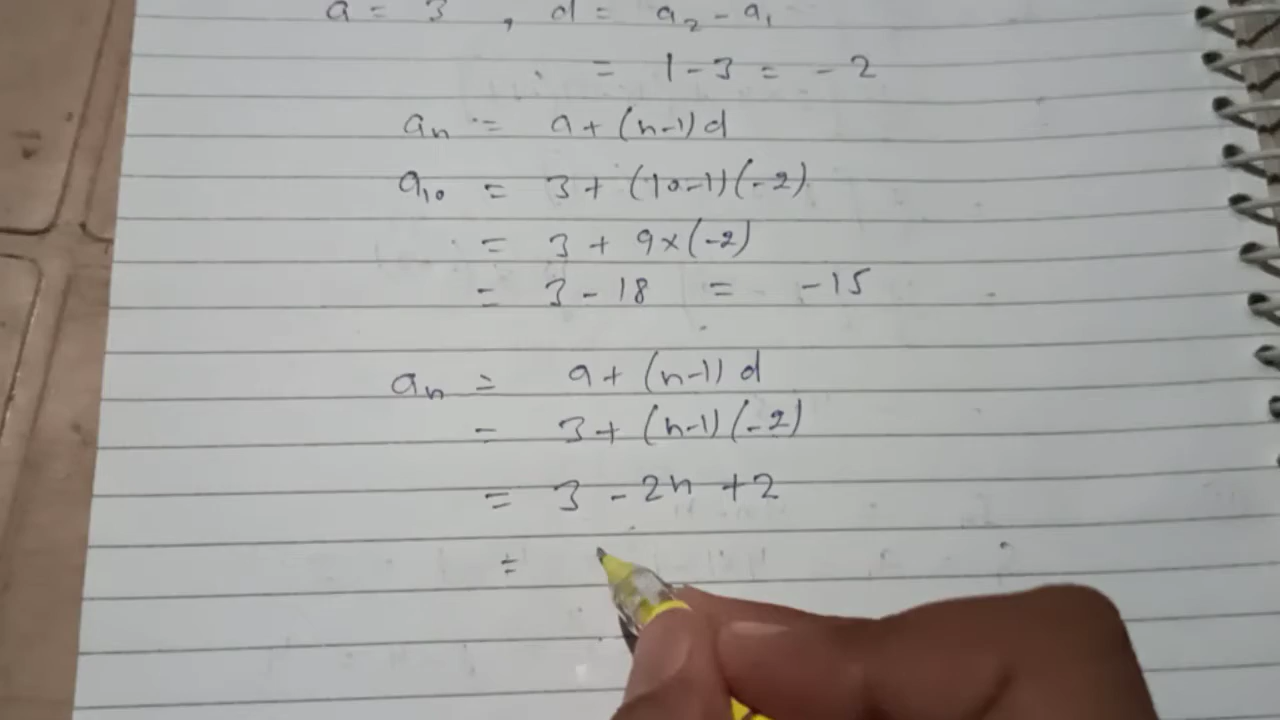 a = 3 , d = a₂ - a₁
= 1 - 3 = - 2
aₙ = a + (n-1) d
a₁₀ = 3 + (10-1) (-2)
= 3 + 9 × (-2)
= 3 - 18 = - 15
aₙ = a + (n-1) d
= 3 + (n-1) (-2)
= 3 - 2n + 2
=